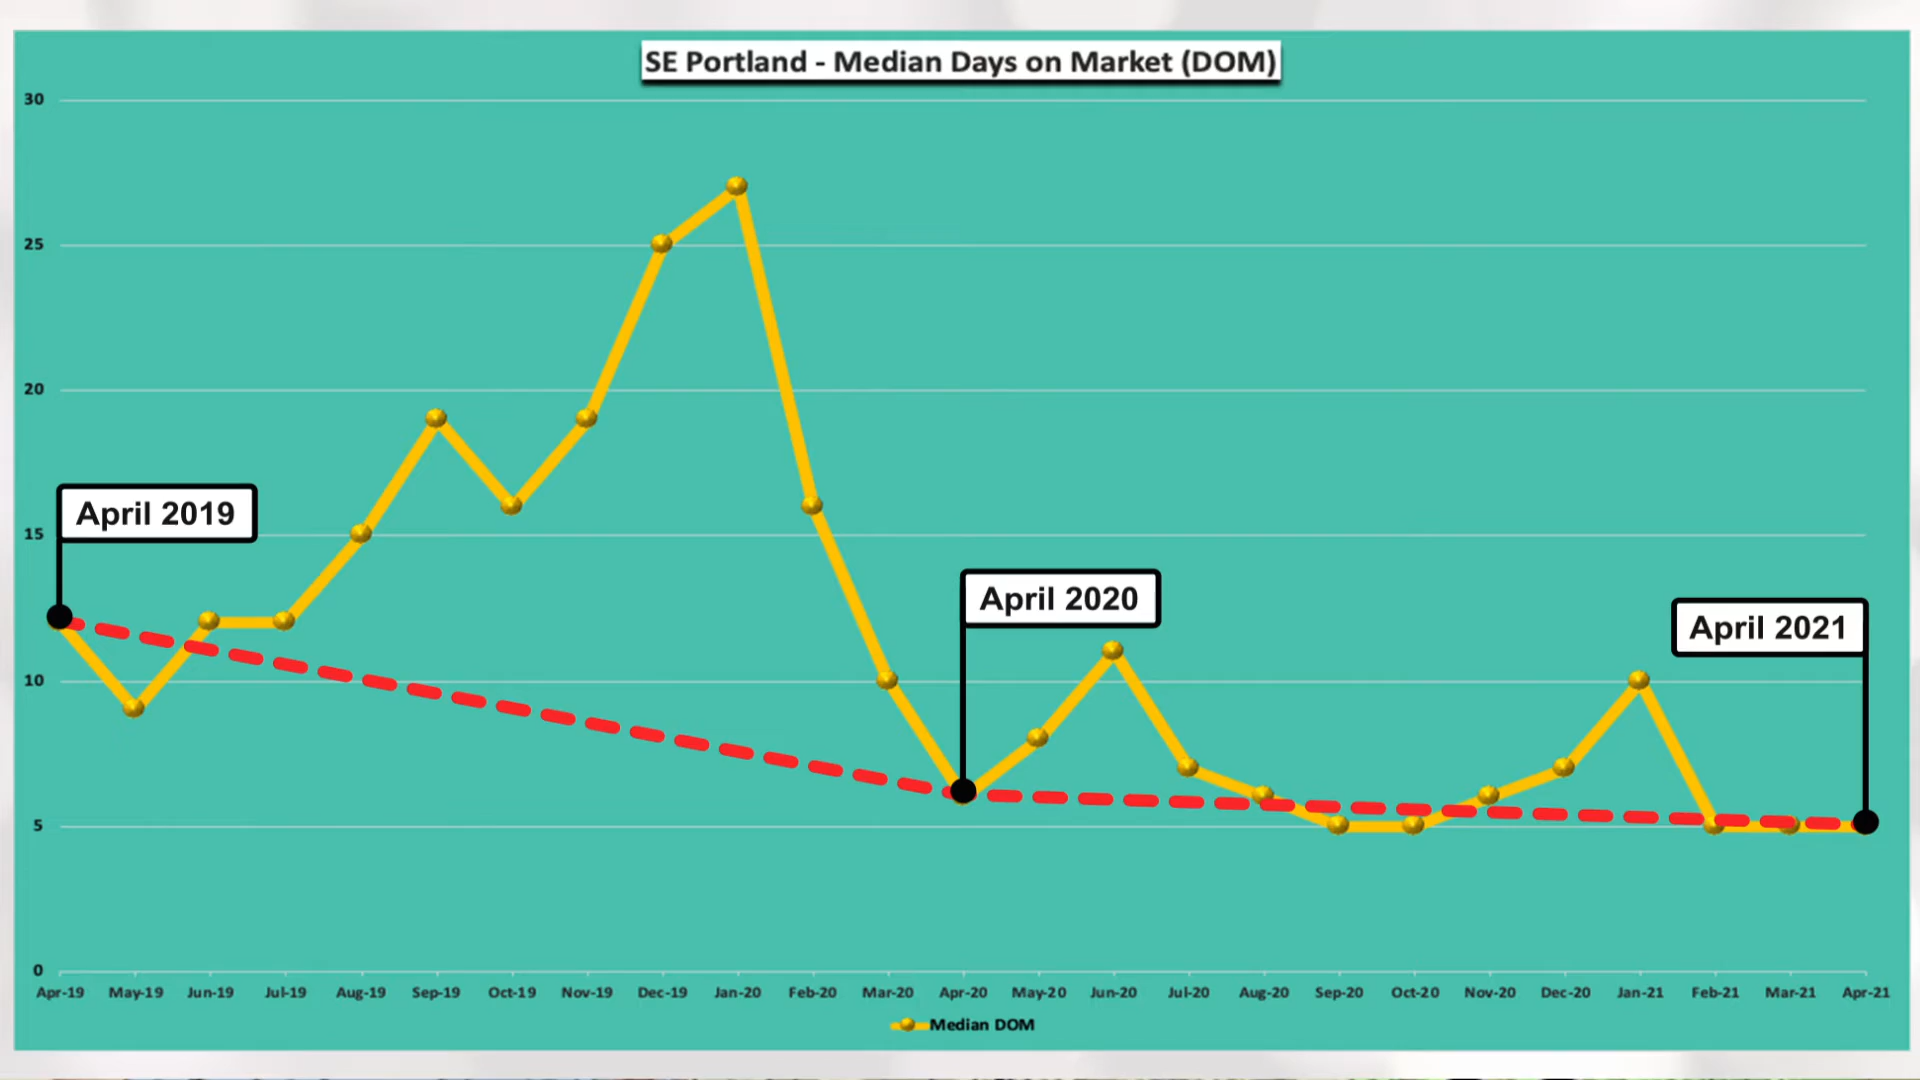 SE Portland - Median Days on Market (DOM)
30
25
20
15
10
5
0
April 2019
April 2020
April 2021
Apr-19 May-19 Jun-19 Jul-19 Aug-19 Sep-19 Oct-19 Nov-19 Dec-19 Jan-20 Feb-20 Mar-20 Apr-20 May-20 Jun-20 Jul-20 Aug-20 Sep-20 Oct-20 Nov-20 Dec-20 Jan-21 Feb-21 Mar-21 Apr-21
Median DOM